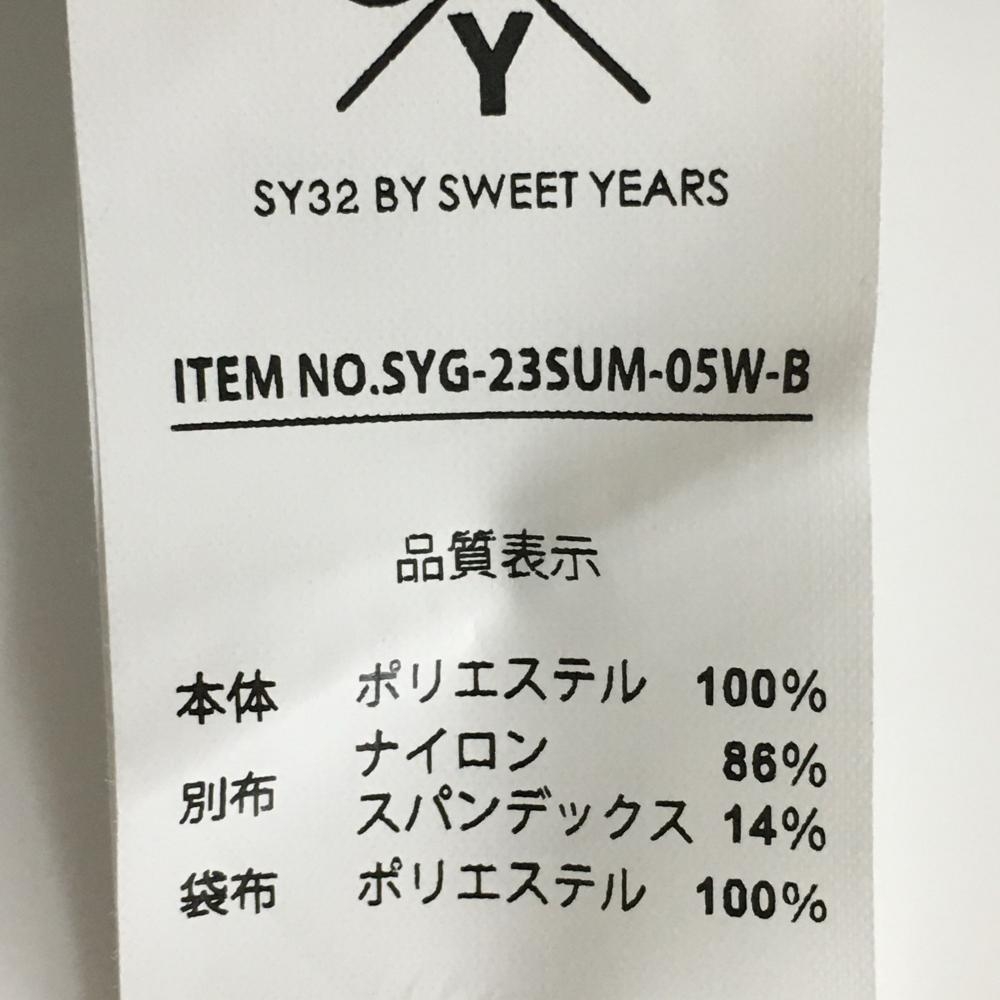 Y
SY32 BY SWEET YEARS
ITEM NO.SYG-23SUM-05W-B
品質表示
本体 ポリエステル 100%
ナイロン 86%
別布
スパンデックス 14%
袋布 ポリエステル 100%